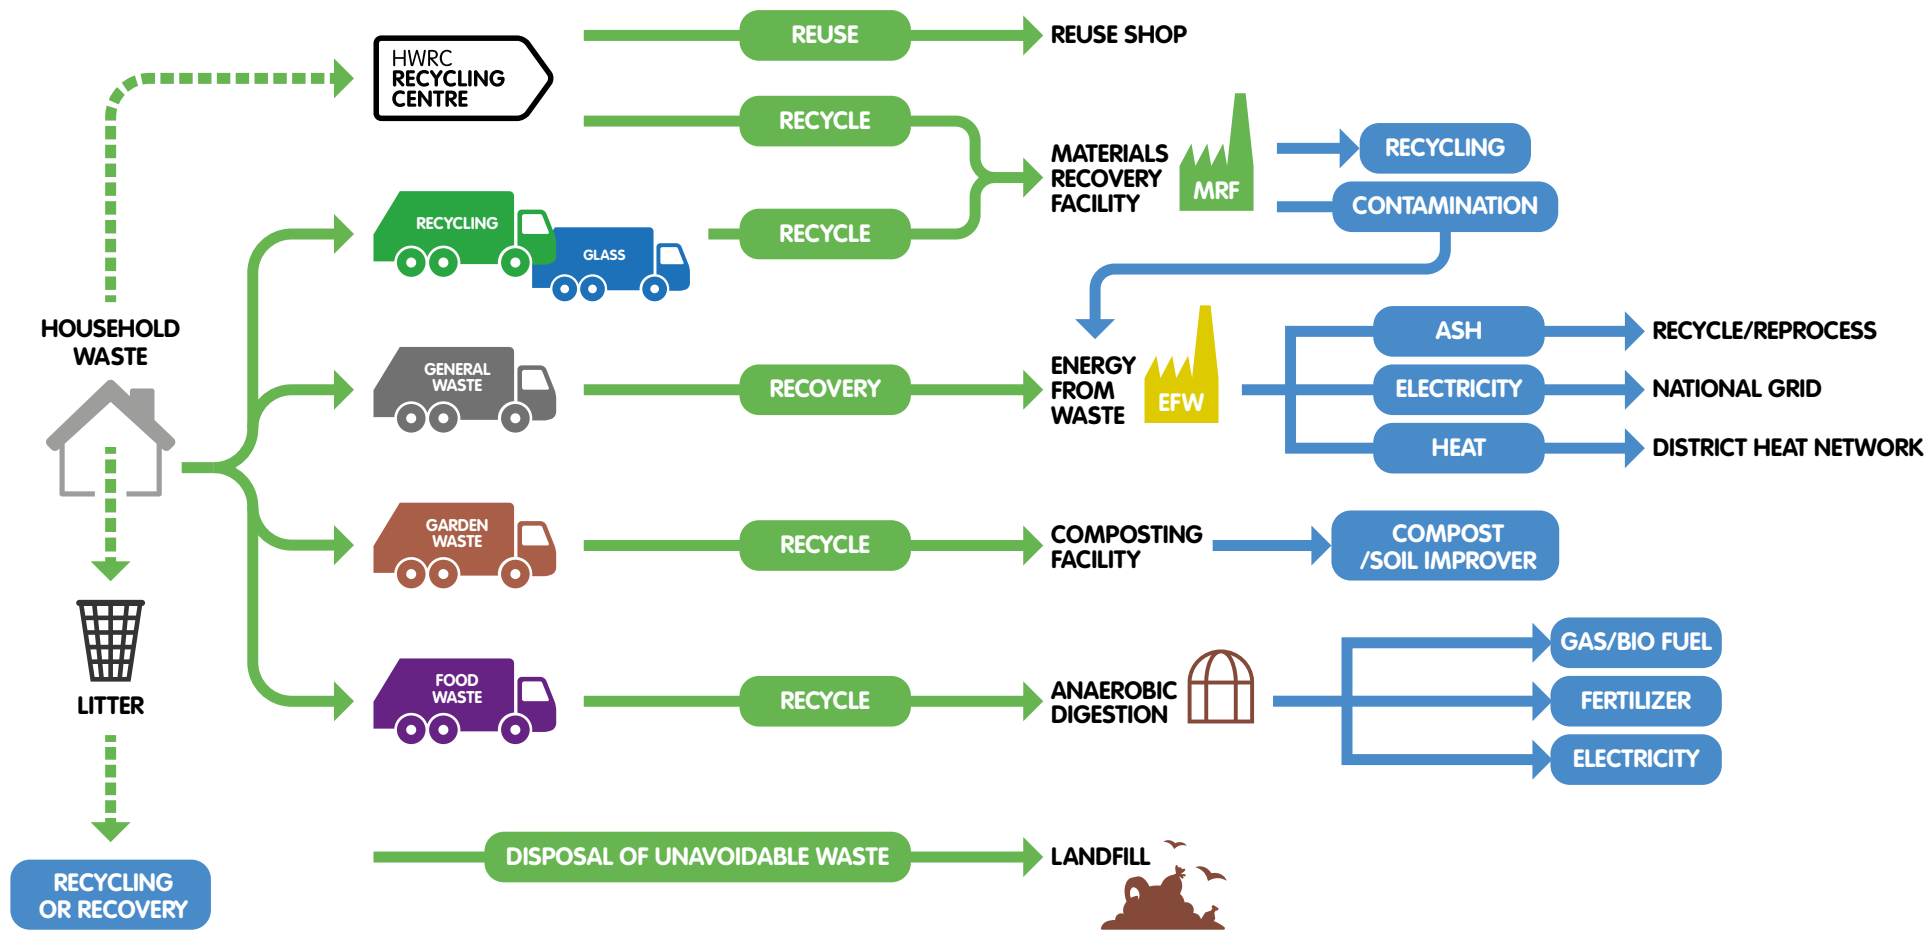 REUSE
REUSE SHOP
HWRC
RECYCLING
CENTRE
RECYCLE
MATERIALS
RECOVERY
FACILITY
MRF
RECYCLING
CONTAMINATION
RECYCLING
GLASS
RECYCLE
HOUSEHOLD
WASTE
GENERAL
WASTE
RECOVERY
ENERGY
FROM
WASTE
EFW
ASH
RECYCLE/REPROCESS
ELECTRICITY
NATIONAL GRID
HEAT
DISTRICT HEAT NETWORK
GARDEN
WASTE
RECYCLE
COMPOSTING
FACILITY
COMPOST
/SOIL IMPROVER
LITTER
FOOD
WASTE
RECYCLE
ANAEROBIC
DIGESTION
GAS/BIO FUEL
FERTILIZER
ELECTRICITY
DISPOSAL OF UNAVOIDABLE WASTE
LANDFILL
RECYCLING
OR RECOVERY